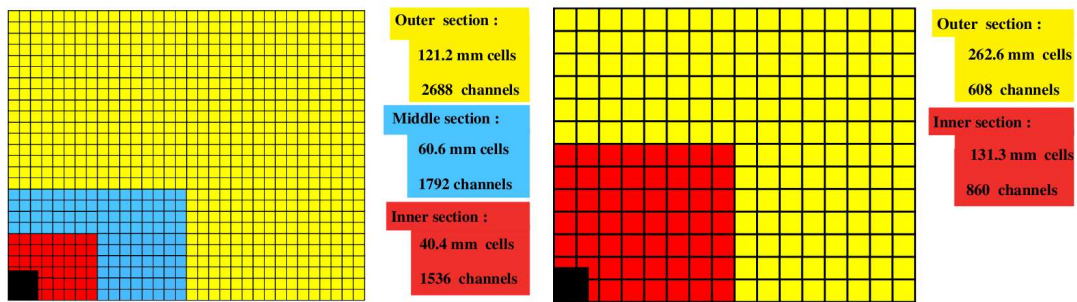 Outer section :
121.2 mm cells
2688 channels
Middle section :
60.6 mm cells
1792 channels
Inner section :
40.4 mm cells
1536 channels
Outer section :
262.6 mm cells
608 channels
Inner section :
131.3 mm cells
860 channels